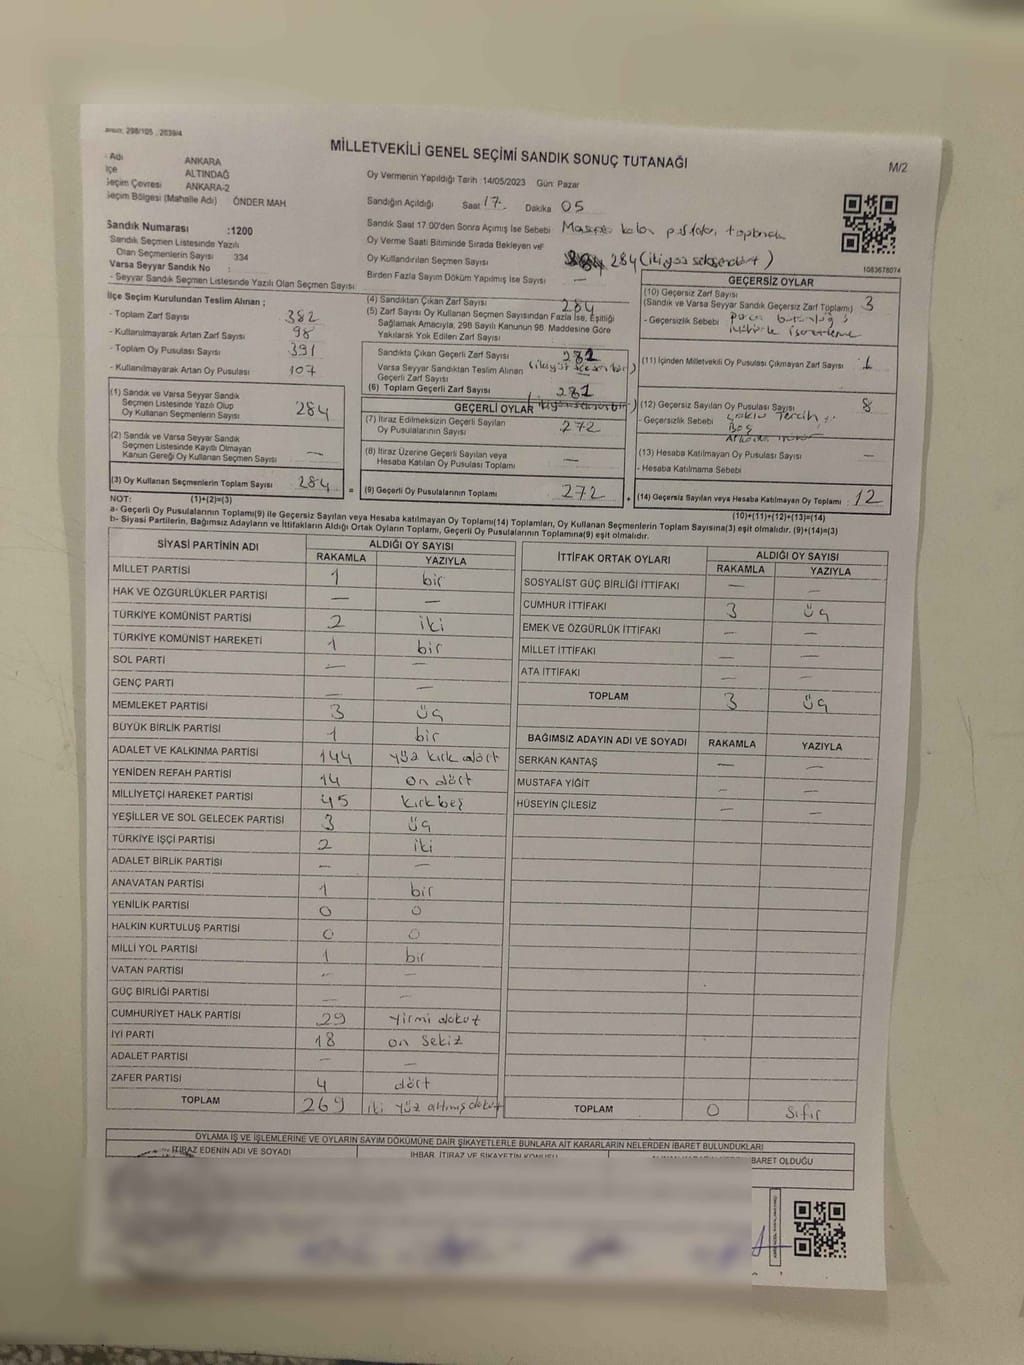 298/105 . 2039/4
MİLLETVEKİLİ GENEL SEÇİMİ SANDIK SONUÇ TUTANAĞI
M/2
Adı ANKARA
İlçe ALTINDAĞ
Seçim Çevresi ANKARA-2
Seçim Bölgesi (Mahalle Adı) ÖNDER MAH
Sandık Numarası :1200
Sandık Seçmen Listesinde Yazılı
Olan Seçmenlerin Sayısı 334
Varsa Seyyar Sandık No :
- Seyyar Sandık Seçmen Listesinde Yazılı Olan Seçmen Sayısı
Oy Vermenin Yapıldığı Tarih :14/05/2023 Gün: Pazar
Sandığın Açıldığı Saat 17. Dakika 05
Sandık Saat 17.00'den Sonra Açımış İse Sebebi
Oy Verme Saati Bitiminde Sırada Bekleyen ve
Oy Kullandırılan Seçmen Sayısı 284
Birden Fazla Sayım Döküm Yapılmış İse Sayısı —
1083678074
İlçe Seçim Kurulundan Teslim Alınan ;
- Toplam Zarf Sayısı 382
- Kullanılmayarak Artan Zarf Sayısı 98
- Toplam Oy Pusulası Sayısı 391
- Kullanılmayarak Artan Oy Pusulası 107
(1) Sandık ve Varsa Seyyar Sandık
Seçmen Listesinde Yazılı Olup
Oy Kullanan Seçmenlerin Sayısı 284
(2) Sandık ve Varsa Seyyar Sandık
Seçmen Listesinde Kayıtlı Olmayan
Kanun Gereği Oy Kullanan Seçmen Sayısı —
(3) Oy Kullanan Seçmenlerin Toplam Sayısı 284
(4) Sandıktan Çıkan Zarf Sayısı 284
(5) Zarf Sayısı Oy Kullanan Seçmen Sayısından Fazla İse, Eşitliği
Sağlamak Amacıyla, 298 Sayılı Kanunun 98. Maddesine Göre
Yakılarak Yok Edilen Zarf Sayısı
Sandıkta Çıkan Geçerli Zarf Sayısı 281
Varsa Seyyar Sandıktan Teslim Alınan
Geçerli Zarf Sayısı
(6) Toplam Geçerli Zarf Sayısı 281
GEÇERLİ OYLAR
(7) İtiraz Edilmeksizin Geçerli Sayılan
Oy Pusulalarının Sayısı 272
(8) İtiraz Üzerine Geçerli Sayılan veya
Hesaba Katılan Oy Pusulası Toplamı —
= (9) Geçerli Oy Pusulalarının Toplamı 272
GEÇERSİZ OYLAR
(10) Geçersiz Zarf Sayısı 3
(Sandık ve Varsa Seyyar Sandık Geçersiz Zarf Toplamı)
- Geçersizlik Sebebi
(11) İçinden Milletvekili Oy Pusulası Çıkmayan Zarf Sayısı 1
(12) Geçersiz Sayılan Oy Pusulası Sayısı 8
- Geçersizlik Sebebi Çoklu Tercih
Boş
(13) Hesaba Katılmayan Oy Pusulası Sayısı —
- Hesaba Katılmama Sebebi
+ (14) Geçersiz Sayılan veya Hesaba Katılmayan Oy Toplamı : 12
NOT: (1)+(2)=(3)
(10)+(11)+(12)+(13)=(14)
a- Geçerli Oy Pusulalarının Toplamı(9) ile Geçersiz Sayılan veya Hesaba katılmayan Oy Toplamı(14) Toplamları, Oy Kullanan Seçmenlerin Toplam Sayısına(3) eşit olmalıdır. (9)+(14)=(3)
b- Siyasi Partilerin, Bağımsız Adayların ve İttifakların Aldığı Ortak Oyların Toplamı, Geçerli Oy Pusulalarının Toplamına(9) eşit olmalıdır.
SİYASİ PARTİNİN ADI ALDIĞI OY SAYISI
RAKAMLA YAZIYLA
MİLLET PARTİSİ 1 bir
HAK VE ÖZGÜRLÜKLER PARTİSİ — —
TÜRKİYE KOMÜNİST PARTİSİ 2 iki
TÜRKİYE KOMÜNİST HAREKETİ 1 bir
SOL PARTİ — —
GENÇ PARTİ — —
MEMLEKET PARTİSİ 3 üç
BÜYÜK BİRLİK PARTİSİ 1 bir
ADALET VE KALKINMA PARTİSİ 144 yüz kırk dört
YENİDEN REFAH PARTİSİ 14 on dört
MİLLİYETÇİ HAREKET PARTİSİ 45 kırkbeş
YEŞİLLER VE SOL GELECEK PARTİSİ 3 üç
TÜRKİYE İŞÇİ PARTİSİ 2 iki
ADALET BİRLİK PARTİSİ — —
ANAVATAN PARTİSİ 1 bir
YENİLİK PARTİSİ 0 0
HALKIN KURTULUŞ PARTİSİ 0 0
MİLLİ YOL PARTİSİ 1 bir
VATAN PARTİSİ — —
GÜÇ BİRLİĞİ PARTİSİ — —
CUMHURİYET HALK PARTİSİ 29 yirmi dokuz
İYİ PARTİ 18 on sekiz
ADALET PARTİSİ — —
ZAFER PARTİSİ 4 dört
TOPLAM 269 iki yüz altmış dokuz
İTTİFAK ORTAK OYLARI ALDIĞI OY SAYISI
RAKAMLA YAZIYLA
SOSYALİST GÜÇ BİRLİĞİ İTTİFAKI — —
CUMHUR İTTİFAKI 3 üç
EMEK VE ÖZGÜRLÜK İTTİFAKI — —
MİLLET İTTİFAKI — —
ATA İTTİFAKI — —
TOPLAM 3 üç
BAĞIMSIZ ADAYIN ADI VE SOYADI RAKAMLA YAZIYLA
SERKAN KANTAŞ — —
MUSTAFA YİĞİT — —
HÜSEYİN ÇİLESİZ — —
TOPLAM 0 sıfır
OYLAMA İŞ VE İŞLEMLERİNE VE OYLARIN SAYIM DÖKÜMÜNE DAİR ŞİKAYETLERLE BUNLARA AİT KARARLARIN NELERDEN İBARET BULUNDUKLARI
İTİRAZ EDENİN ADI VE SOYADI İHBAR, İTİRAZ VE ŞİKAYETİN KONUSU BARET OLDUĞU